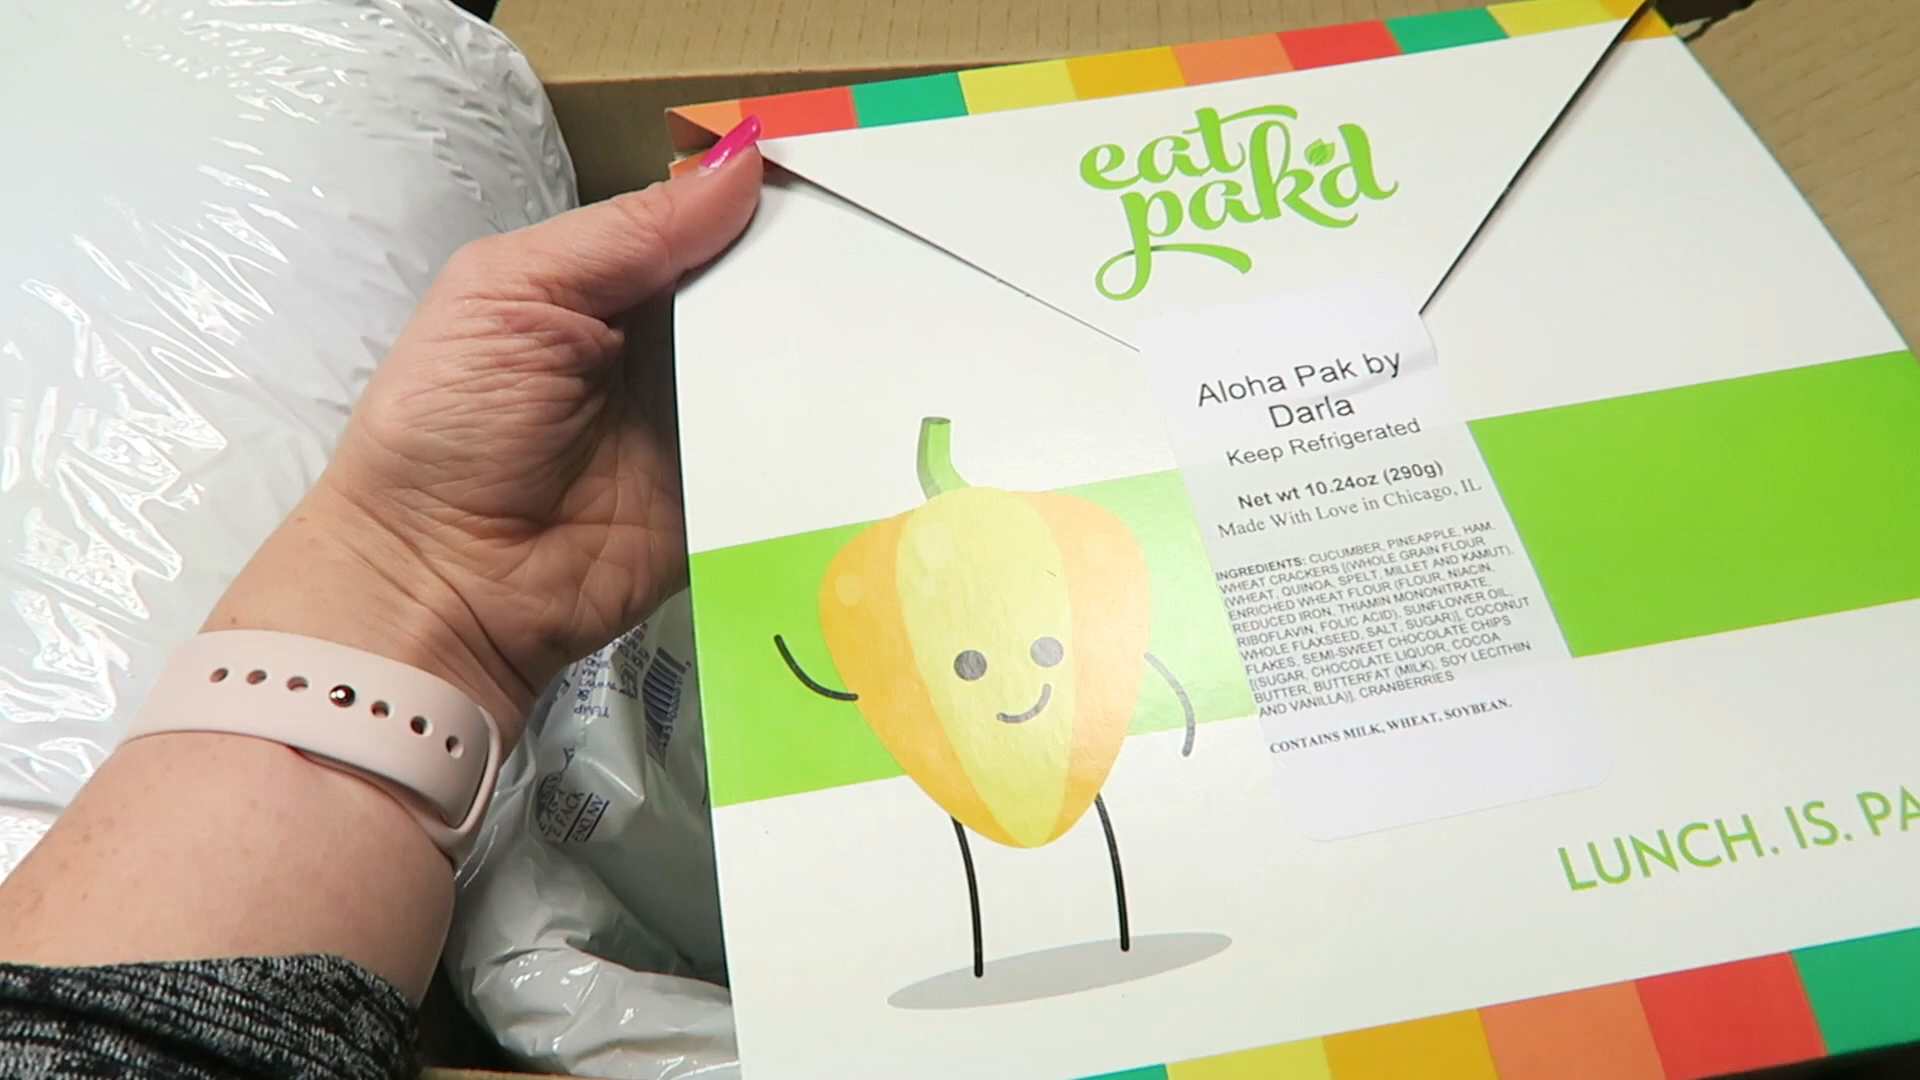 eat
pak'd
Aloha Pak by
Darla
Keep Refrigerated
Net wt 10.24oz (290g)
Made With Love in Chicago, IL
INGREDIENTS: CUCUMBER, PINEAPPLE, HAM,
WHEAT CRACKERS [(WHOLE GRAIN FLOUR
(WHEAT, QUINOA, SPELT, MILLET AND KAMUT),
ENRICHED WHEAT FLOUR (FLOUR, NIACIN,
REDUCED IRON, THIAMIN MONONITRATE,
RIBOFLAVIN, FOLIC ACID), SUNFLOWER OIL,
WHOLE FLAXSEED, SALT, SUGAR)], COCONUT
FLAKES, SEMI-SWEET CHOCOLATE CHIPS
[(SUGAR, CHOCOLATE LIQUOR, COCOA
BUTTER, BUTTERFAT (MILK), SOY LECITHIN
AND VANILLA)], CRANBERRIES
CONTAINS MILK, WHEAT, SOYBEAN.
LUNCH. IS. PA